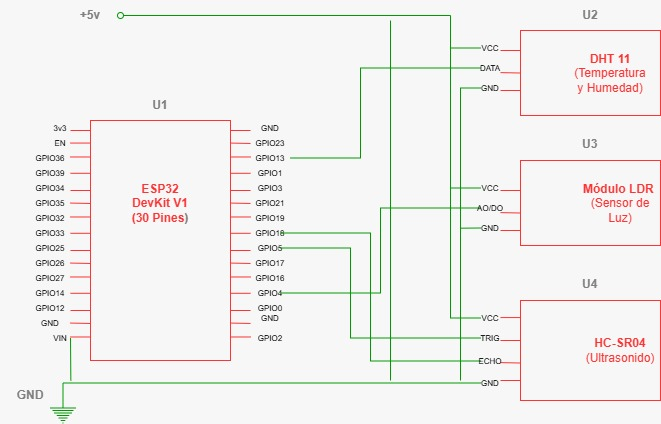 +5v
U1
3v3
EN
GPIO36
GPIO39
GPIO34
GPIO35
GPIO32
GPIO33
GPIO25
GPIO26
GPIO27
GPIO14
GPIO12
GND
VIN
ESP32
DevKit V1
(30 Pines)
GND
GPIO23
GPIO13
GPIO1
GPIO3
GPIO21
GPIO19
GPIO18
GPIO5
GPIO17
GPIO16
GPIO4
GPIO0
GND
GPIO2
GND
U2
VCC
DATA
GND
DHT 11
(Temperatura
y Humedad)
U3
VCC
AO/DO
GND
Módulo LDR
(Sensor de
Luz)
U4
VCC
TRIG
ECHO
GND
HC-SR04
(Ultrasonido)